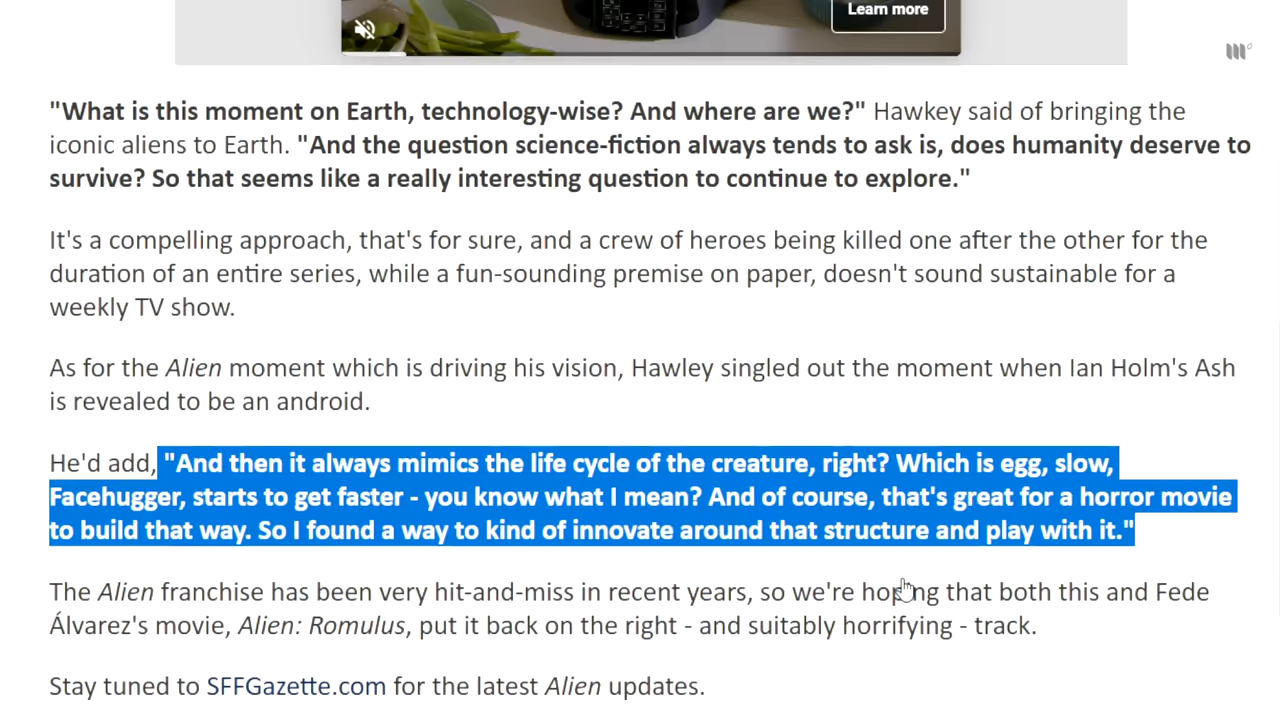 Learn more
"What is this moment on Earth, technology-wise? And where are we?" Hawkey said of bringing the
iconic aliens to Earth. "And the question science-fiction always tends to ask is, does humanity deserve to
survive? So that seems like a really interesting question to continue to explore."
It's a compelling approach, that's for sure, and a crew of heroes being killed one after the other for the
duration of an entire series, while a fun-sounding premise on paper, doesn't sound sustainable for a
weekly TV show.
As for the Alien moment which is driving his vision, Hawley singled out the moment when Ian Holm's Ash
is revealed to be an android.
He'd add, "And then it always mimics the life cycle of the creature, right? Which is egg, slow,
Facehugger, starts to get faster - you know what I mean? And of course, that's great for a horror movie
to build that way. So I found a way to kind of innovate around that structure and play with it."
The Alien franchise has been very hit-and-miss in recent years, so we're hoping that both this and Fede
Álvarez's movie, Alien: Romulus, put it back on the right - and suitably horrifying - track.
Stay tuned to SFFGazette.com for the latest Alien updates.